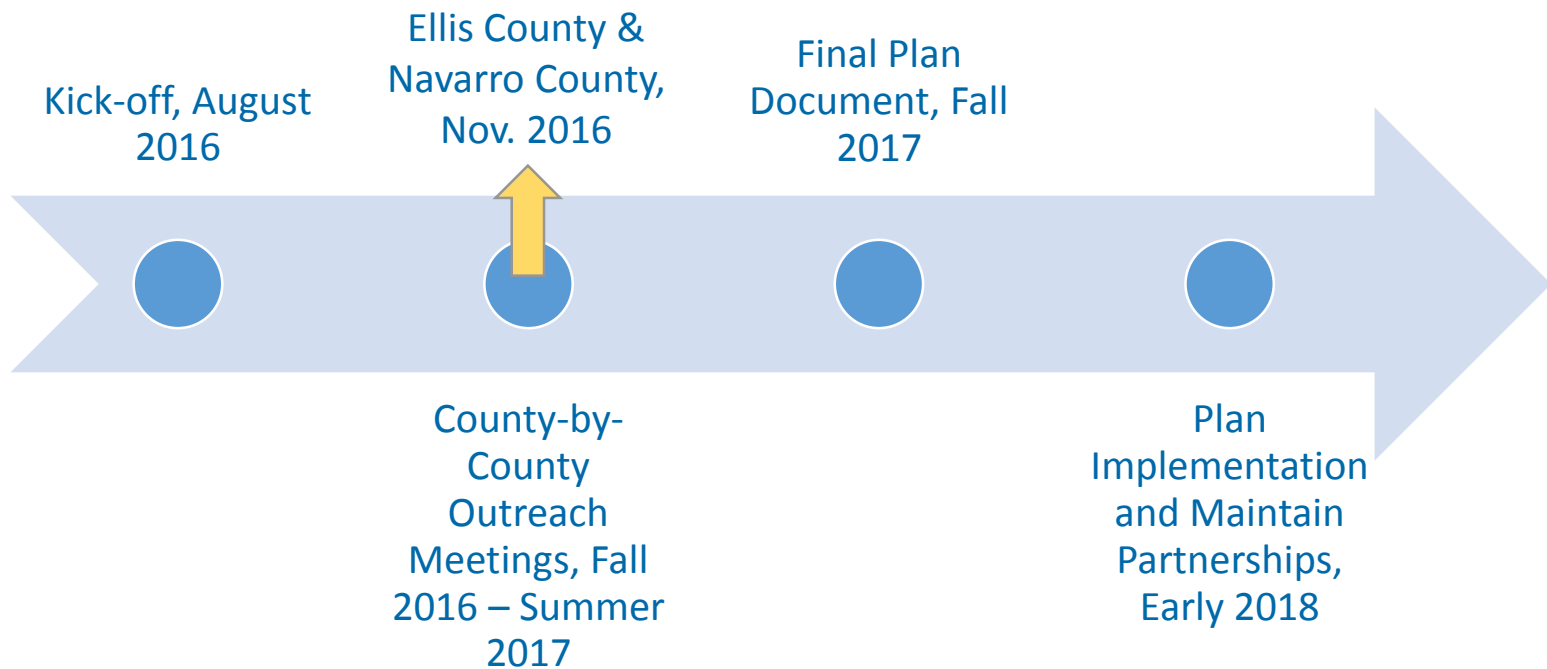 Kick-off, August
2016
Ellis County &
Navarro County,
Nov. 2016
Final Plan
Document, Fall
2017
County-by-
County
Outreach
Meetings, Fall
2016 – Summer
2017
Plan
Implementation
and Maintain
Partnerships,
Early 2018